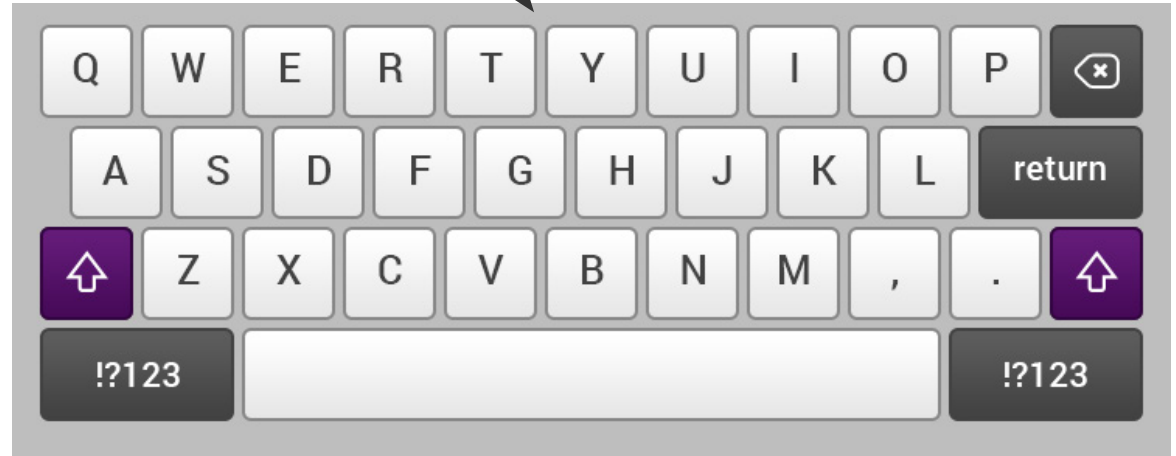 Q W E R T Y U I O P
A S D F G H J K L return
Z X C V B N M , .
!?123 !?123